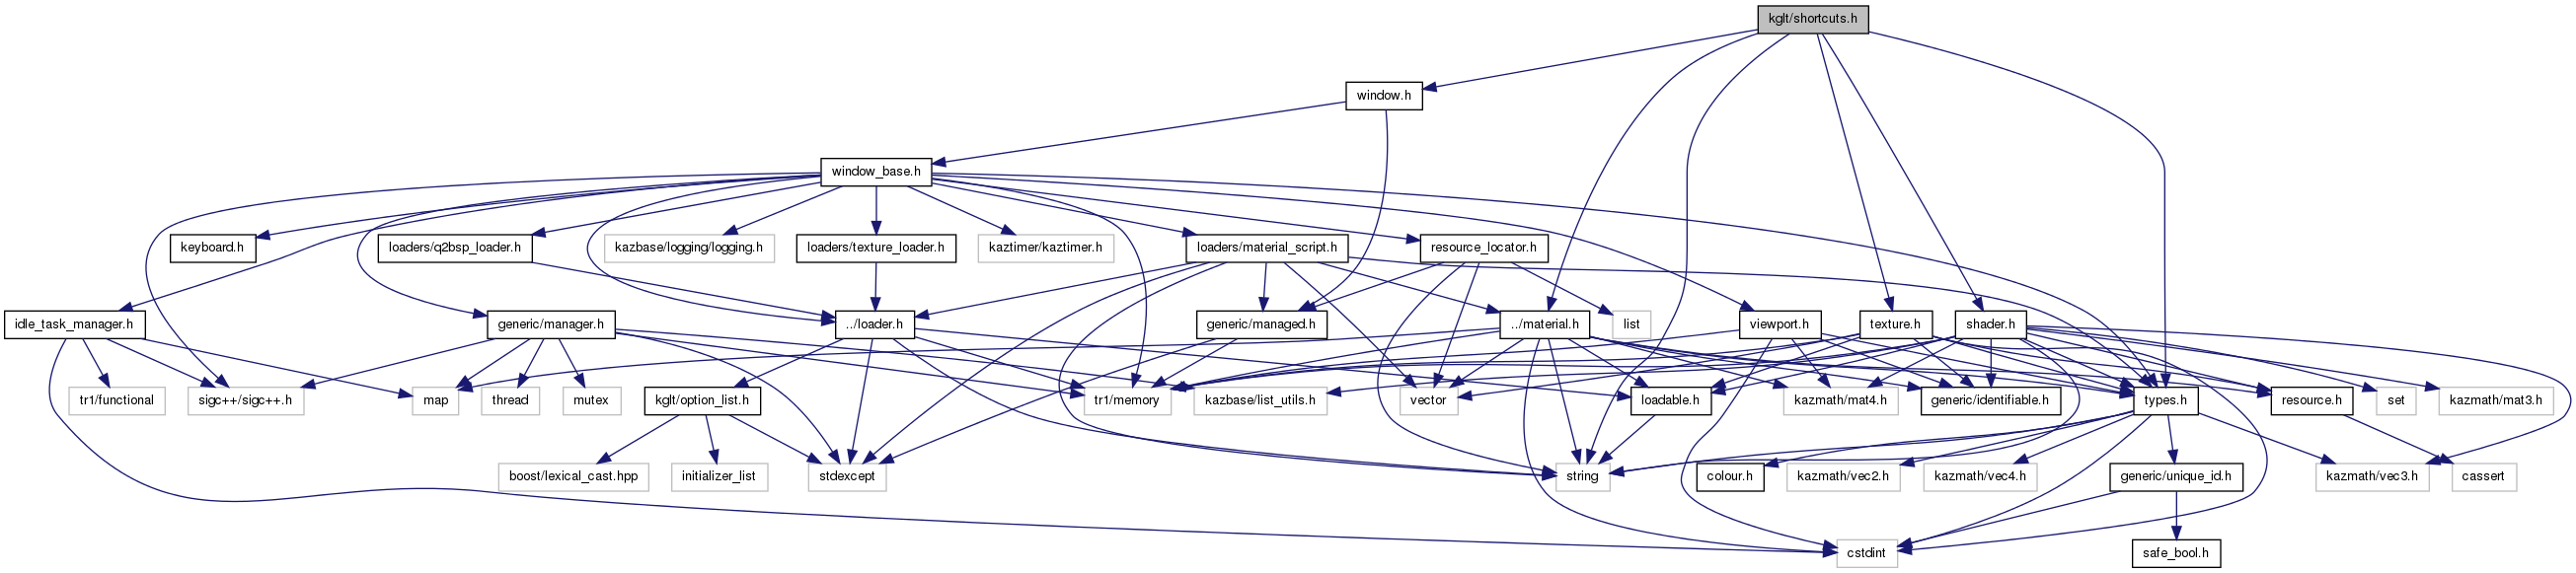 kglt/shortcuts.h
window.h
window_base.h
keyboard.h
loaders/q2bsp_loader.h
kazbase/logging/logging.h
loaders/texture_loader.h
kaztimer/kaztimer.h
loaders/material_script.h
resource_locator.h
idle_task_manager.h
generic/manager.h
../loader.h
generic/managed.h
../material.h
list
viewport.h
texture.h
shader.h
tr1/functional
sigc++/sigc++.h
map
thread
mutex
kglt/option_list.h
tr1/memory
kazbase/list_utils.h
vector
loadable.h
kazmath/mat4.h
generic/identifiable.h
types.h
resource.h
set
kazmath/mat3.h
boost/lexical_cast.hpp
initializer_list
stdexcept
string
colour.h
kazmath/vec2.h
kazmath/vec4.h
generic/unique_id.h
kazmath/vec3.h
cassert
cstdint
safe_bool.h